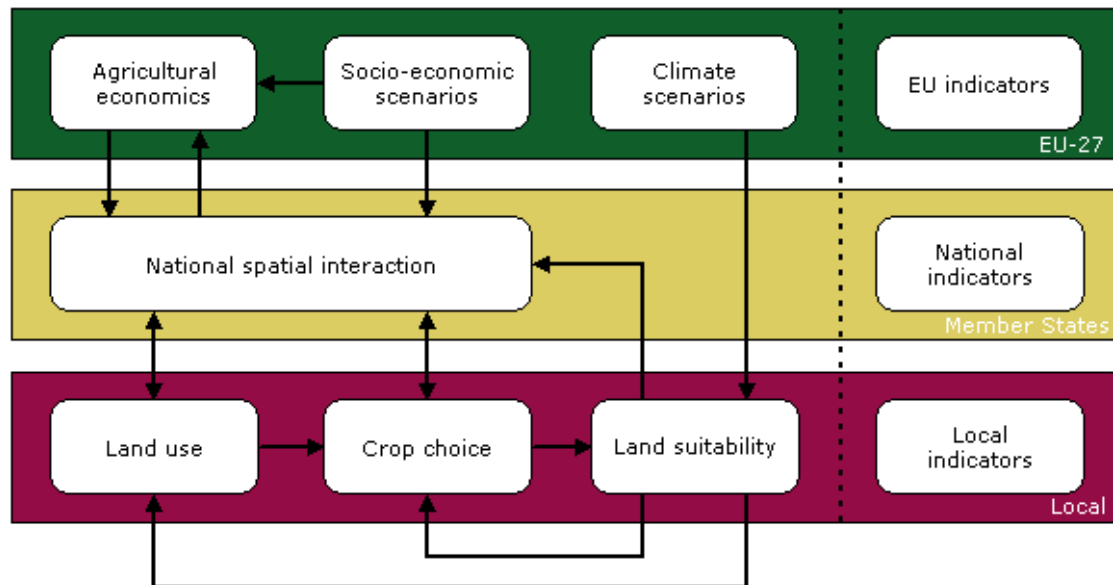 Agricultural
economics
Socio-economic
scenarios
Climate
scenarios
EU indicators
EU-27
National spatial interaction
National
indicators
Member States
Land use
Crop choice
Land suitability
Local
indicators
Local